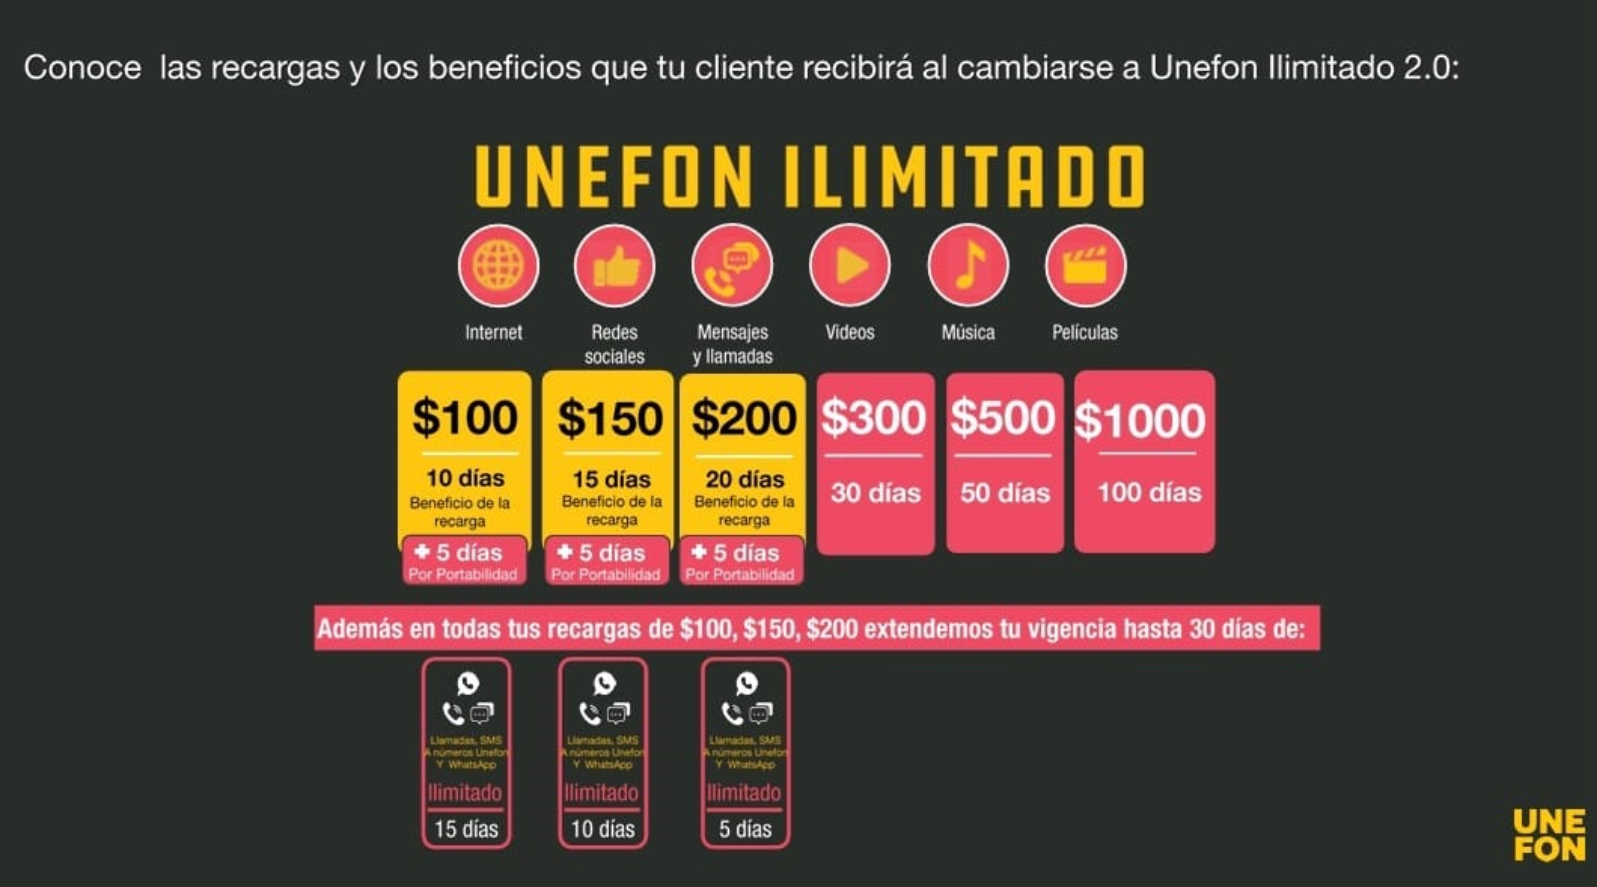 Conoce las recargas y los beneficios que tu cliente recibirá al cambiarse a Unefon Ilimitado 2.0:
UNEFON ILIMITADO
Internet
Redes
sociales
Mensajes
y llamadas
Videos
Música
Películas
$100
10 días
Beneficio de la
recarga
+ 5 días
Por Portabilidad
$150
15 días
Beneficio de la
recarga
+ 5 días
Por Portabilidad
$200
20 días
Beneficio de la
recarga
+ 5 días
Por Portabilidad
$300
30 días
$500
50 días
$1000
100 días
Además en todas tus recargas de $100, $150, $200 extendemos tu vigencia hasta 30 días de:
Llamadas, SMS
A números Unefon
Y WhatsApp
Ilimitado
15 días
Llamadas, SMS
A números Unefon
Y WhatsApp
Ilimitado
10 días
Llamadas, SMS
A números Unefon
Y WhatsApp
Ilimitado
5 días
UNE
FON